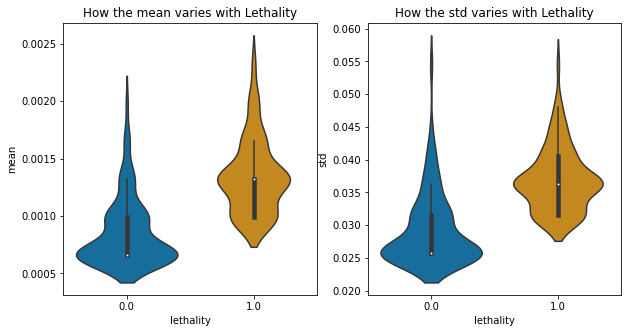 How the mean varies with Lethality
mean
0.0025
0.0020
0.0015
0.0010
0.0005
0.0 1.0
lethality
How the std varies with Lethality
std
0.060
0.055
0.050
0.045
0.040
0.035
0.030
0.025
0.020
0.0 1.0
lethality